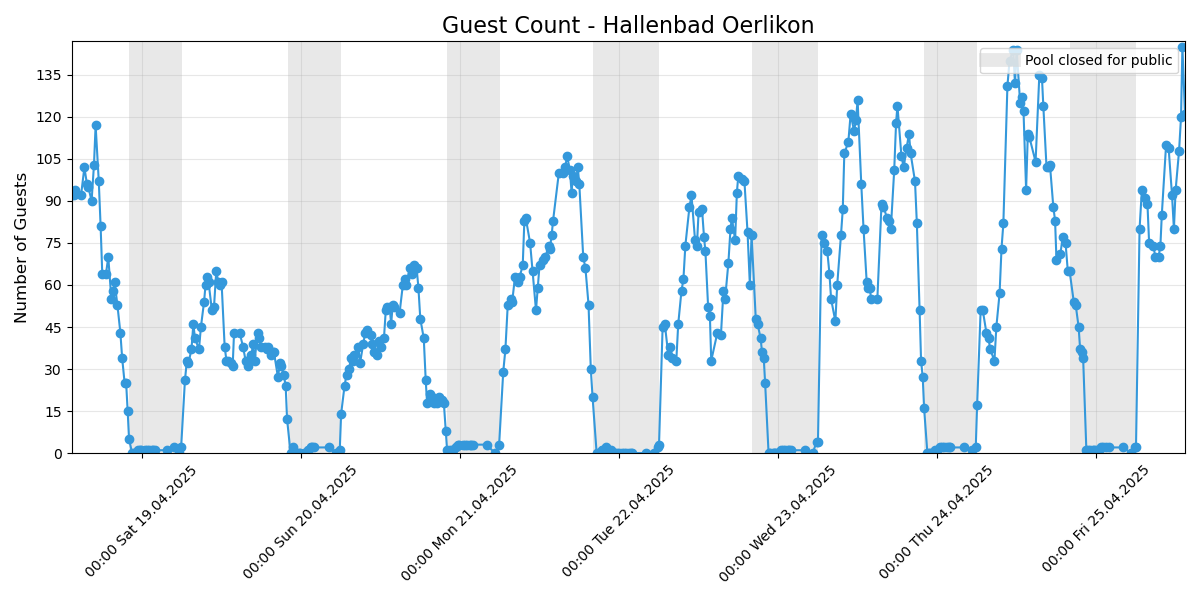 Guest Count - Hallenbad Oerlikon
Pool closed for public
Number of Guests
135
120
105
90
75
60
45
30
15
0
00:00 Sat 19.04.2025
00:00 Sun 20.04.2025
00:00 Mon 21.04.2025
00:00 Tue 22.04.2025
00:00 Wed 23.04.2025
00:00 Thu 24.04.2025
00:00 Fri 25.04.2025